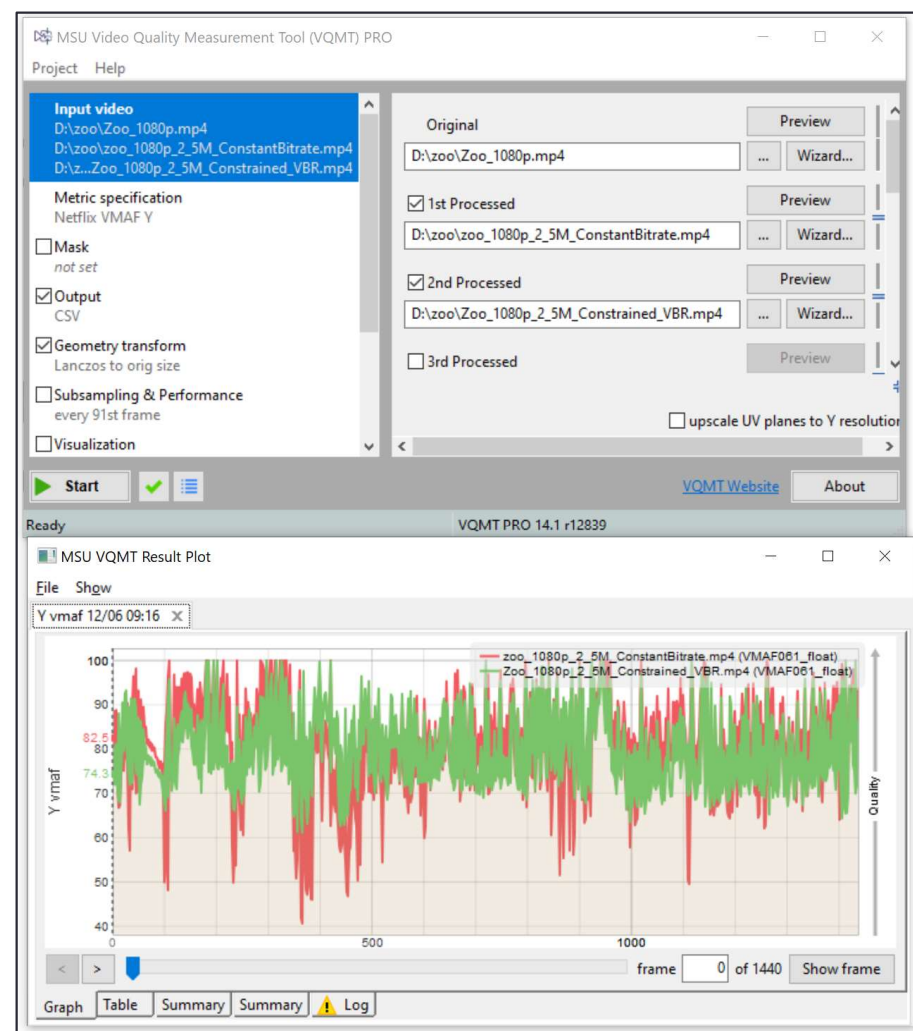 MSU Video Quality Measurement Tool (VQMT) PRO
Project Help
Input video
D:\zoo\Zoo_1080p.mp4
D:\zoo\zoo_1080p_2_5M_ConstantBitrate.mp4
D:\z...Zoo_1080p_2_5M_Constrained_VBR.mp4
Metric specification
Netflix VMAF Y
Mask
not set
Output
CSV
Geometry transform
Lanczos to orig size
Subsampling & Performance
every 91st frame
Visualization
Original
Preview
D:\zoo\Zoo_1080p.mp4
... Wizard...
1st Processed
Preview
D:\zoo\zoo_1080p_2_5M_ConstantBitrate.mp4
... Wizard...
2nd Processed
Preview
D:\zoo\Zoo_1080p_2_5M_Constrained_VBR.mp4
... Wizard...
3rd Processed
Preview
upscale UV planes to Y resolution
Start
VQMT Website
About
Ready
VQMT PRO 14.1 r12839
MSU VQMT Result Plot
File Show
Y vmaf 12/06 09:16 x
zoo_1080p_2_5M_ConstantBitrate.mp4 (VMAF061_float)
Zoo_1080p_2_5M_Constrained_VBR.mp4 (VMAF061_float)
100
90
82.5
80
74.3
70
60
50
40
Y vmaf
Quality
0 500 1000
< > frame 0 of 1440 Show frame
Graph Table Summary Summary Log